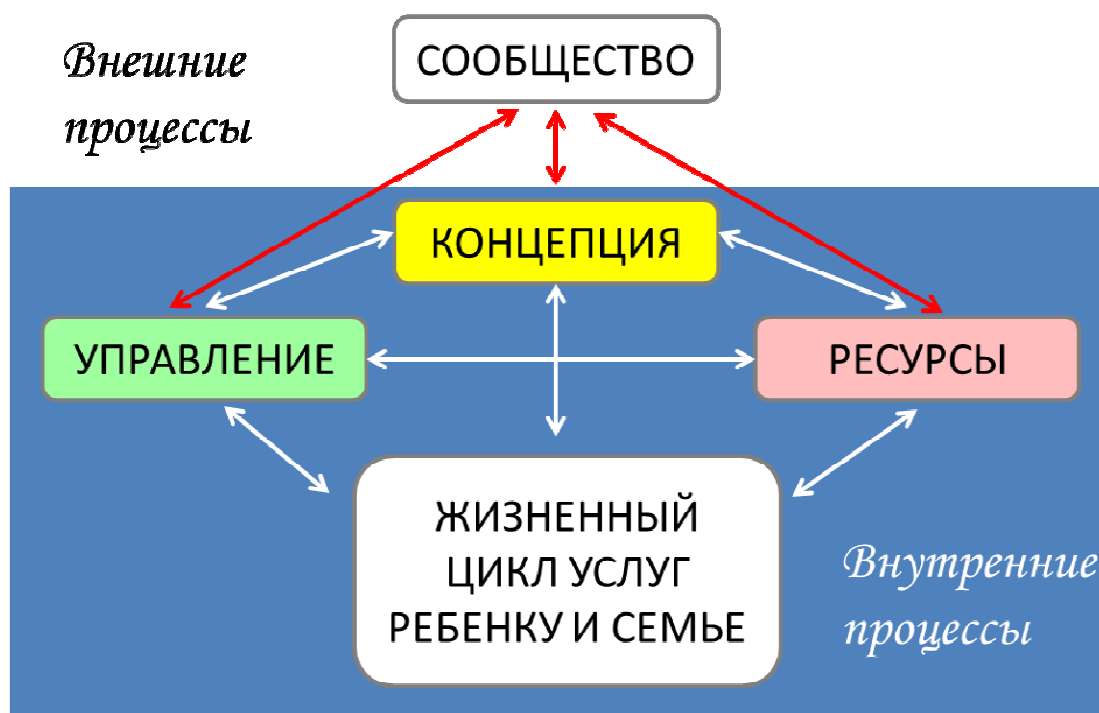 Внешние
процессы
СООБЩЕСТВО
КОНЦЕПЦИЯ
УПРАВЛЕНИЕ
РЕСУРСЫ
ЖИЗНЕННЫЙ
ЦИКЛ УСЛУГ
РЕБЕНКУ И СЕМЬЕ
Внутренние
процессы